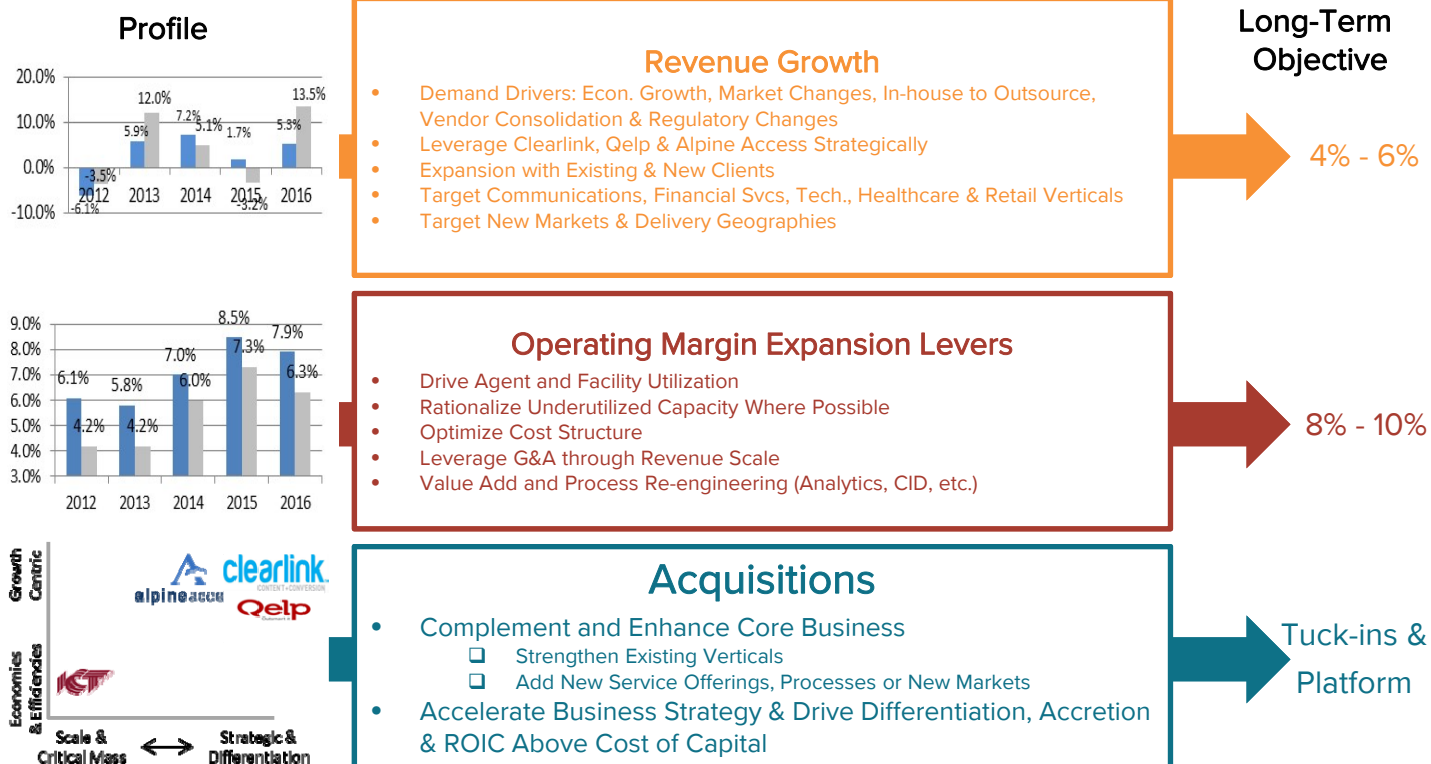 Profile
Long-Term
Objective
20.0%
10.0%
0.0%
-10.0%
-6.1%
-3.5%
5.9%
12.0%
7.2%
5.1%
1.7%
-3.2%
5.3%
13.5%
2012
2013
2014
2015
2016
Revenue Growth
• Demand Drivers: Econ. Growth, Market Changes, In-house to Outsource,
Vendor Consolidation & Regulatory Changes
• Leverage Clearlink, Qelp & Alpine Access Strategically
• Expansion with Existing & New Clients
• Target Communications, Financial Svcs, Tech., Healthcare & Retail Verticals
• Target New Markets & Delivery Geographies
4% - 6%
9.0%
8.0%
7.0%
6.0%
5.0%
4.0%
3.0%
6.1%
4.2%
5.8%
4.2%
7.0%
6.0%
8.5%
7.3%
7.9%
6.3%
2012
2013
2014
2015
2016
Operating Margin Expansion Levers
• Drive Agent and Facility Utilization
• Rationalize Underutilized Capacity Where Possible
• Optimize Cost Structure
• Leverage G&A through Revenue Scale
• Value Add and Process Re-engineering (Analytics, CID, etc.)
8% - 10%
Growth
Centric
Economies
& Efficiencies
alpineacce
clearlink.
CONTENT+CONVERSION
Qelp
ICT
Scale &
Critical Mass
Strategic &
Differentiation
Acquisitions
• Complement and Enhance Core Business
❑ Strengthen Existing Verticals
❑ Add New Service Offerings, Processes or New Markets
• Accelerate Business Strategy & Drive Differentiation, Accretion
& ROIC Above Cost of Capital
Tuck-ins &
Platform